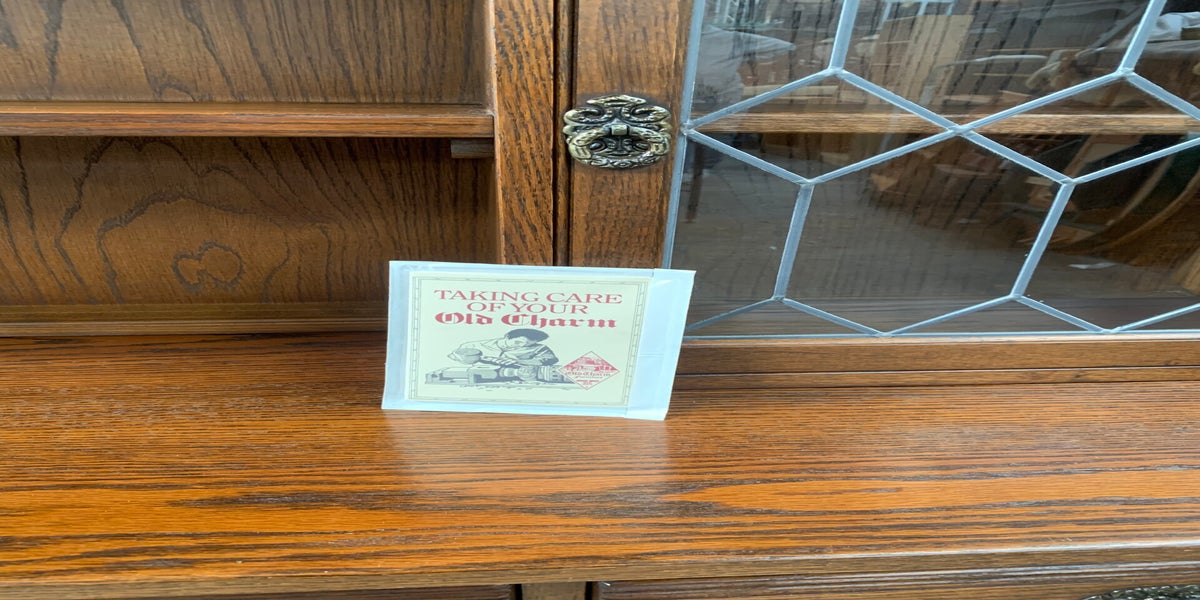 TAKING CARE
OF YOUR
Old Charm